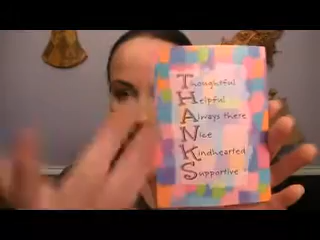 Thoughtful
Helpful
Always there
Nice
Kindhearted
Supportive